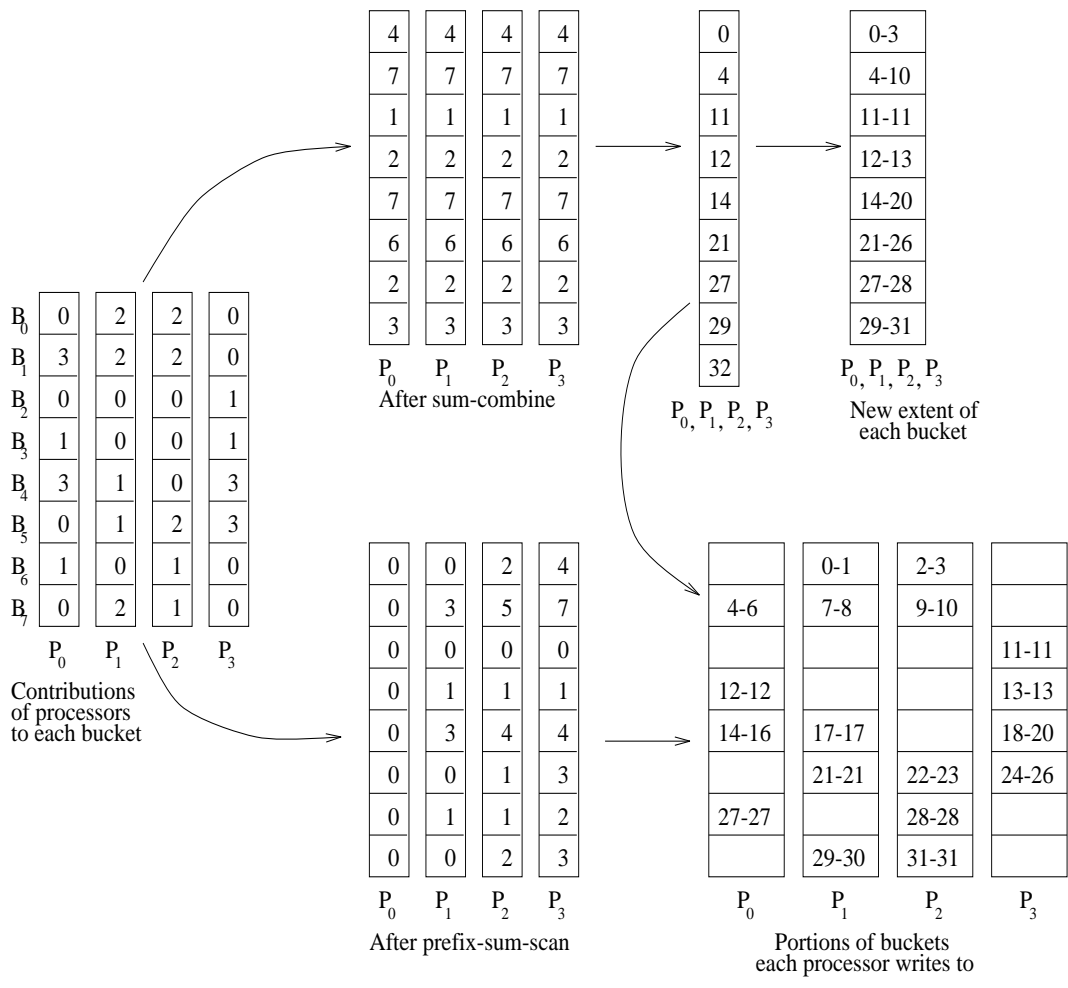 4 4 4 4
7 7 7 7
1 1 1 1
2 2 2 2
7 7 7 7
6 6 6 6
2 2 2 2
3 3 3 3
P0 P1 P2 P3
After sum-combine
0
4
11
12
14
21
27
29
32
P0, P1, P2, P3
0-3
4-10
11-11
12-13
14-20
21-26
27-28
29-31
P0, P1, P2, P3
New extent of
each bucket
B0 0 2 2 0
B1 3 2 2 0
B2 0 0 0 1
B3 1 0 0 1
B4 3 1 0 3
B5 0 1 2 3
B6 1 0 1 0
B7 0 2 1 0
P0 P1 P2 P3
Contributions
of processors
to each bucket
0 0 2 4
0 3 5 7
0 0 0 0
0 1 1 1
0 3 4 4
0 0 1 3
0 1 1 2
0 0 2 3
P0 P1 P2 P3
After prefix-sum-scan
0-1 2-3
4-6 7-8 9-10
11-11
12-12 13-13
14-16 17-17 18-20
21-21 22-23 24-26
27-27 28-28
29-30 31-31
P0 P1 P2 P3
Portions of buckets
each processor writes to